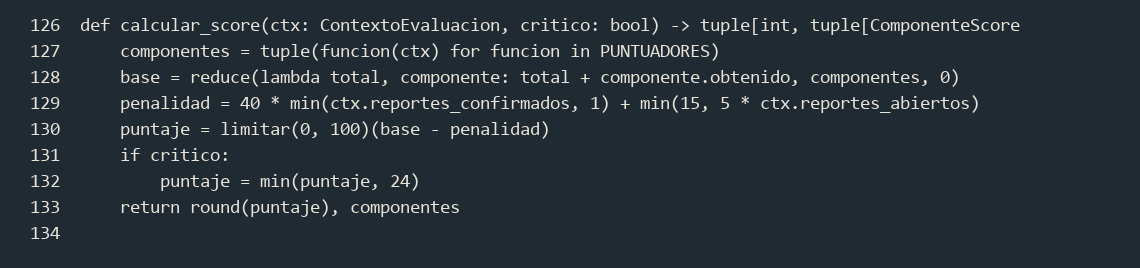 126 def calcular_score(ctx: ContextoEvaluacion, critico: bool) -> tuple[int, tuple[ComponenteScore
127     componentes = tuple(funcion(ctx) for funcion in PUNTUADORES)
128     base = reduce(lambda total, componente: total + componente.obtenido, componentes, 0)
129     penalidad = 40 * min(ctx.reportes_confirmados, 1) + min(15, 5 * ctx.reportes_abiertos)
130     puntaje = limitar(0, 100)(base - penalidad)
131     if critico:
132         puntaje = min(puntaje, 24)
133     return round(puntaje), componentes
134